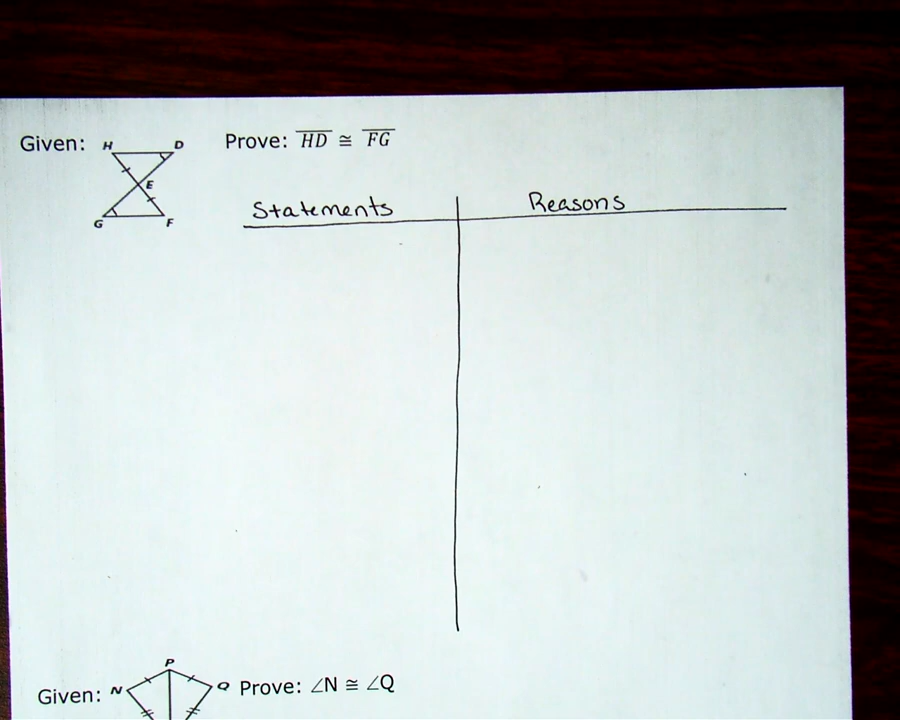 Given: H D Prove: HD ≅ FG
E
G F
Statements Reasons
P
Given: N Q Prove: ∠N ≅ ∠Q